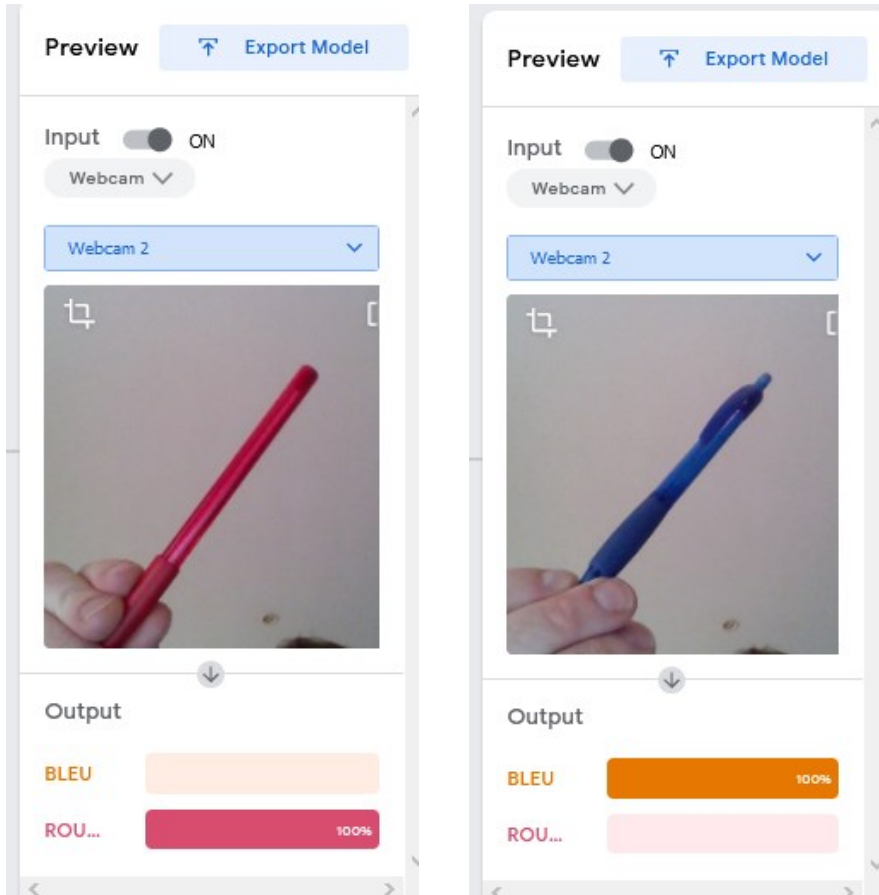 Preview Export Model
Input ON
Webcam
Webcam 2
Output
BLEU
ROU... 100%
Preview Export Model
Input ON
Webcam
Webcam 2
Output
BLEU 100%
ROU...